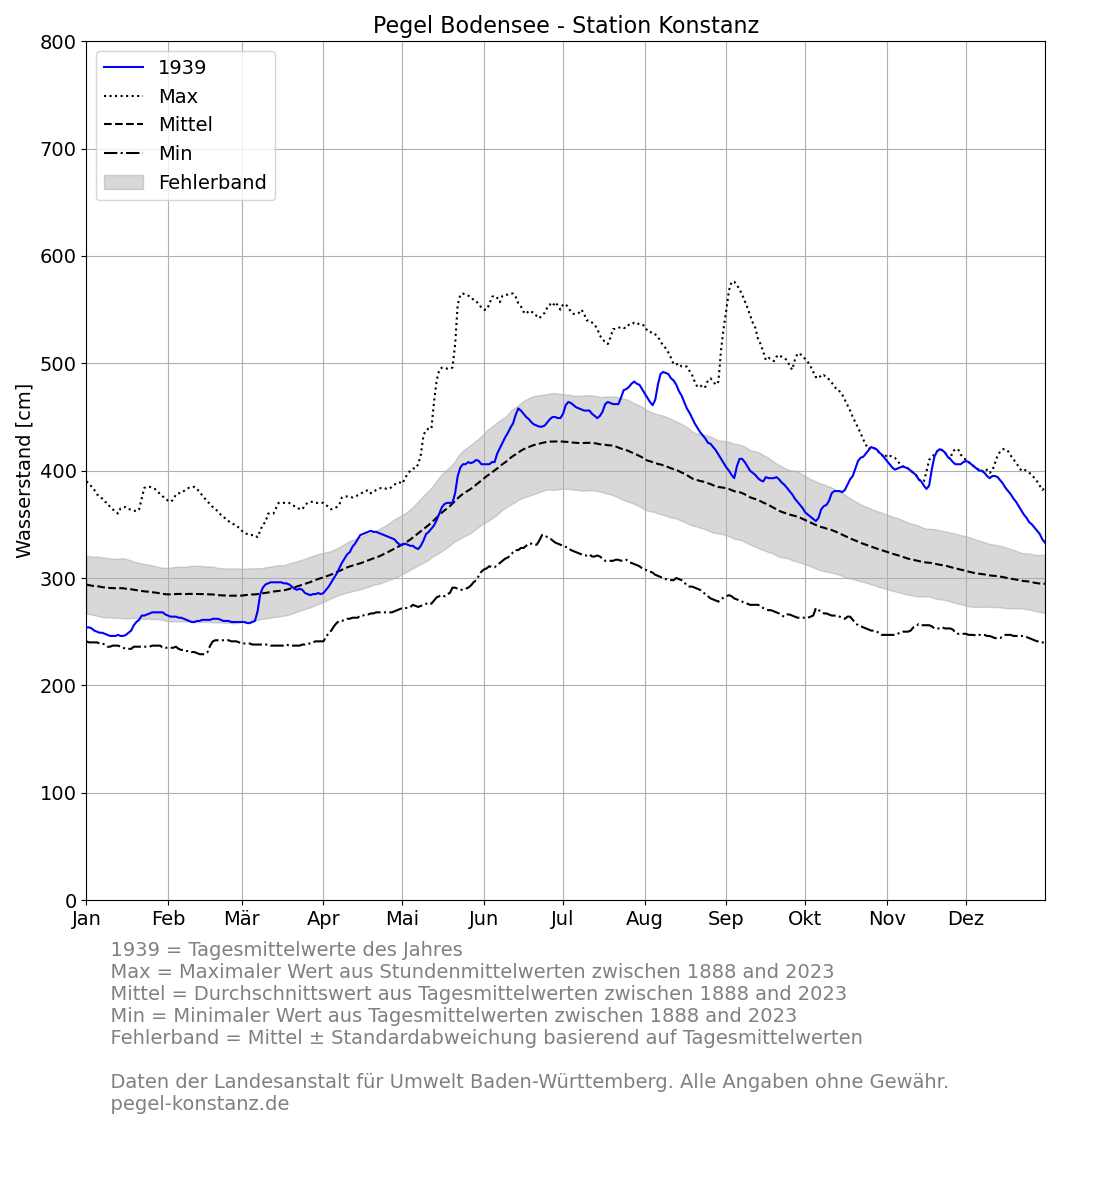 Pegel Bodensee - Station Konstanz
800
700
600
500
400
300
200
100
0
Wasserstand [cm]
1939
Max
Mittel
Min
Fehlerband
Jan Feb Mär Apr Mai Jun Jul Aug Sep Okt Nov Dez
1939 = Tagesmittelwerte des Jahres
Max = Maximaler Wert aus Stundenmittelwerten zwischen 1888 and 2023
Mittel = Durchschnittswert aus Tagesmittelwerten zwischen 1888 and 2023
Min = Minimaler Wert aus Tagesmittelwerten zwischen 1888 and 2023
Fehlerband = Mittel ± Standardabweichung basierend auf Tagesmittelwerten
Daten der Landesanstalt für Umwelt Baden-Württemberg. Alle Angaben ohne Gewähr.
pegel-konstanz.de